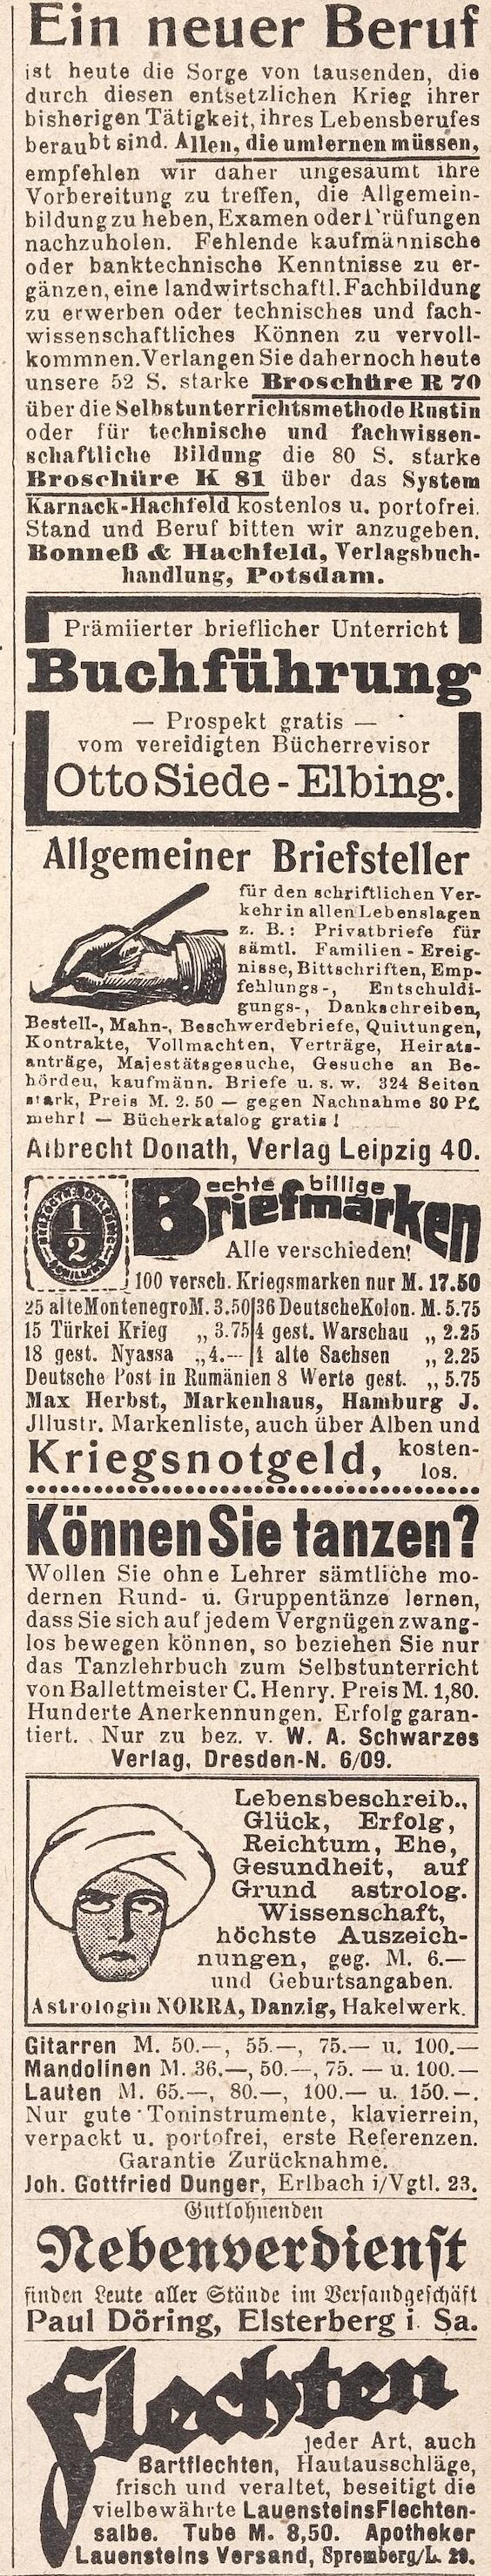 Ein neuer Beruf
ist heute die Sorge von tausenden, die
durch diesen entsetzlichen Krieg ihrer
bisherigen Tätigkeit, ihres Lebensberufes
beraubt sind. Allen, die umlernen müssen,
empfehlen wir daher ungesäumt ihre
Vorbereitung zu treffen, die Allgemein-
bildung zu heben, Examen oder Prüfungen
nachzuholen. Fehlende kaufmännische
oder banktechnische Kenntnisse zu er-
gänzen, eine landwirtschaftl. Fachbildung
zu erwerben oder technisches und fach-
wissenschaftliches Können zu vervoll-
kommnen. Verlangen Sie daher noch heute
unsere 52 S. starke Broschüre R 70
über die Selbstunterrichtsmethode Rustin
oder für technische und fachwissen-
schaftliche Bildung die 80 S. starke
Broschüre K 81 über das System
Karnack-Hachfeld kostenlos u. portofrei.
Stand und Beruf bitten wir anzugeben.
Bonneß & Hachfeld, Verlagsbuch-
handlung, Potsdam.
Prämiierter brieflicher Unterricht
Buchführung
— Prospekt gratis —
vom vereidigten Bücherrevisor
Otto Siede - Elbing.
Allgemeiner Briefsteller
für den schriftlichen Ver-
kehr in allen Lebenslagen
z. B.: Privatbriefe für
sämtl. Familien - Ereig-
nisse, Bittschriften, Emp-
fehlungs-, Entschuldi-
gungs-, Dankschreiben,
Bestell-, Mahn-, Beschwerdebriefe, Quittungen,
Kontrakte, Vollmachten, Verträge, Heirats-
anträge, Majestätsgesuche, Gesuche an Be-
hörden, kaufmänn. Briefe u. s. w. 324 Seiten
stark, Preis M. 2.50 — gegen Nachnahme 30 Pf.
mehr! — Bücherkatalog gratis!
Albrecht Donath, Verlag Leipzig 40.
1/2
echte billige
Briefmarken
Alle verschieden!
100 versch. Kriegsmarken nur M. 17.50
25 alte Montenegro M. 3.50 | 36 Deutsche Kolon. M. 5.75
15 Türkei Krieg „ 3.75 | 4 gest. Warschau „ 2.25
18 gest. Nyassa „ 4.— | 4 alte Sachsen „ 2.25
Deutsche Post in Rumänien 8 Werte gest. „ 5.75
Max Herbst, Markenhaus, Hamburg J.
Jllustr. Markenliste, auch über Alben und
Kriegsnotgeld, kosten-
los.
Können Sie tanzen?
Wollen Sie ohne Lehrer sämtliche mo-
dernen Rund- u. Gruppentänze lernen,
dass Sie sich auf jedem Vergnügen zwang-
los bewegen können, so beziehen Sie nur
das Tanzlehrbuch zum Selbstunterricht
von Ballettmeister C. Henry. Preis M. 1,80.
Hunderte Anerkennungen. Erfolg garan-
tiert. Nur zu bez. v. W. A. Schwarzes
Verlag, Dresden-N. 6/09.
Lebensbeschreib.,
Glück, Erfolg,
Reichtum, Ehe,
Gesundheit, auf
Grund astrolog.
Wissenschaft,
höchste Auszeich-
nungen, geg. M. 6.—
und Geburtsangaben.
Astrologin NORRA, Danzig, Hakelwerk.
Gitarren M. 50.—, 55.—, 75.— u. 100.—
Mandolinen M. 36.—, 50.—, 75. — u. 100.—
Lauten M. 65.—, 80.—, 100.— u. 150.—.
Nur gute Toninstrumente, klavierrein,
verpackt u. portofrei, erste Referenzen.
Garantie Zurücknahme.
Joh. Gottfried Dunger, Erlbach i/Vgtl. 23.
Gutlohnenden
Nebenverdienst
finden Leute aller Stände im Versandgeschäft
Paul Döring, Elsterberg i. Sa.
Flechten
jeder Art, auch
Bartflechten, Hautausschläge,
frisch und veraltet, beseitigt die
vielbewährte Lauensteins Flechten-
salbe. Tube M. 8,50. Apotheker
Lauensteins Versand, Spremberg/L. 28.